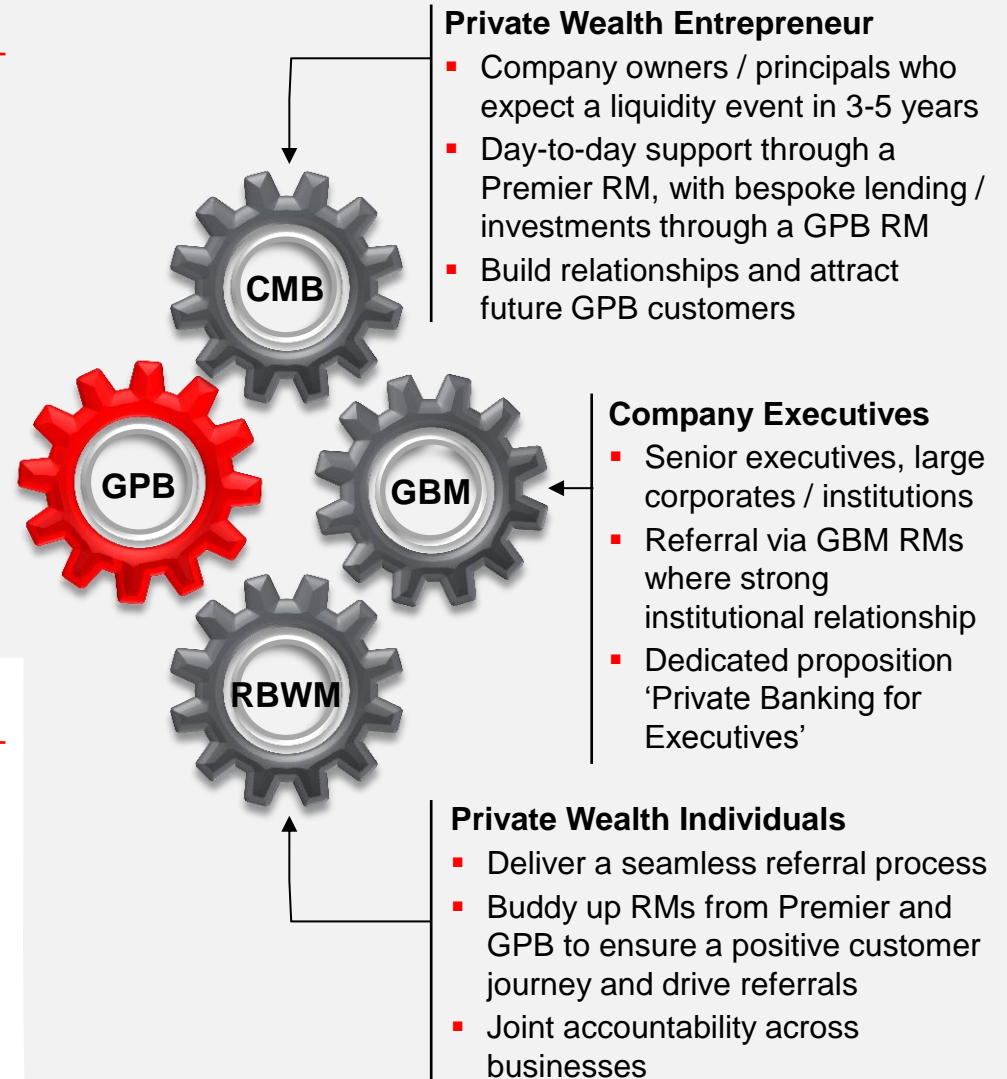 Private Wealth Entrepreneur
▪ Company owners / principals who
expect a liquidity event in 3-5 years
▪ Day-to-day support through a
Premier RM, with bespoke lending /
investments through a GPB RM
▪ Build relationships and attract
future GPB customers
CMB
GPB
GBM
RBWM
Company Executives
▪ Senior executives, large
corporates / institutions
▪ Referral via GBM RMs
where strong
institutional relationship
▪ Dedicated proposition
‘Private Banking for
Executives’
Private Wealth Individuals
▪ Deliver a seamless referral process
▪ Buddy up RMs from Premier and
GPB to ensure a positive customer
journey and drive referrals
▪ Joint accountability across
businesses